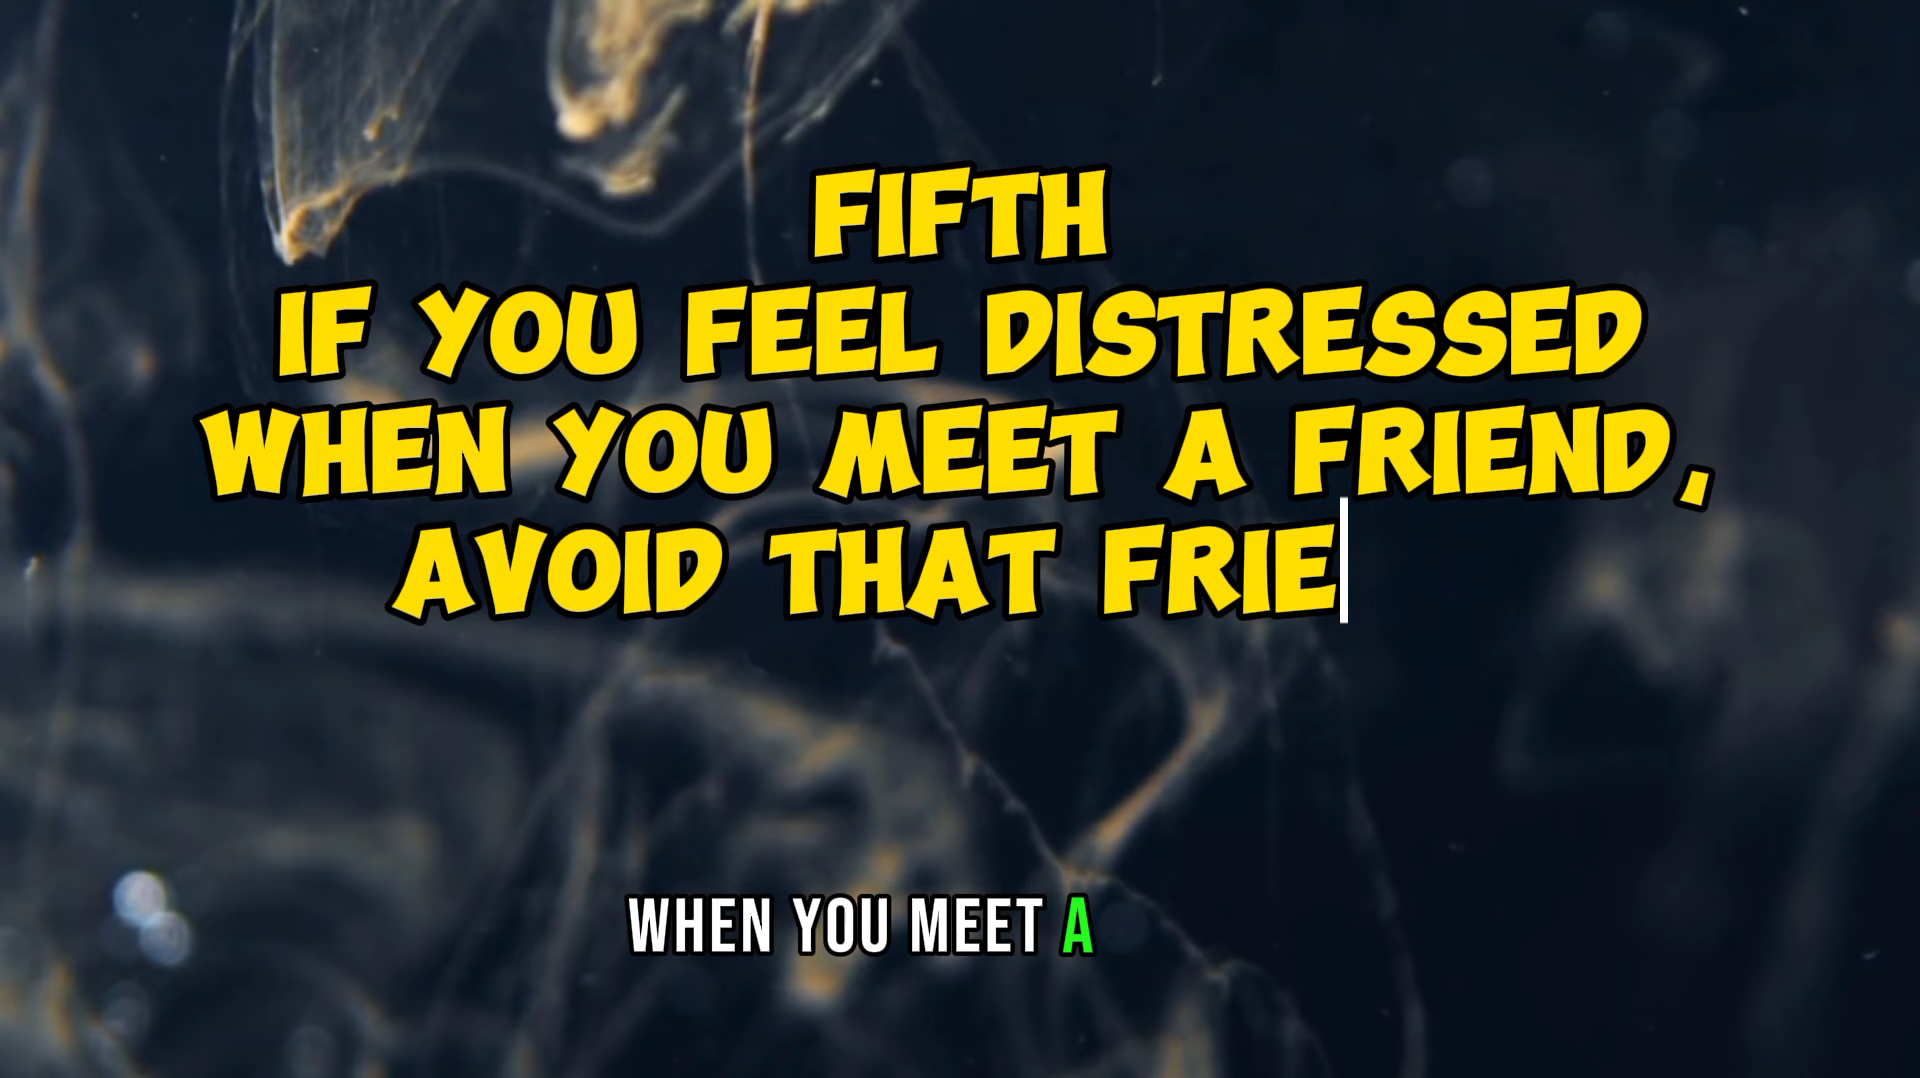 FIFTH
IF YOU FEEL DISTRESSED
WHEN YOU MEET A FRIEND,
AVOID THAT FRIE
WHEN YOU MEET A